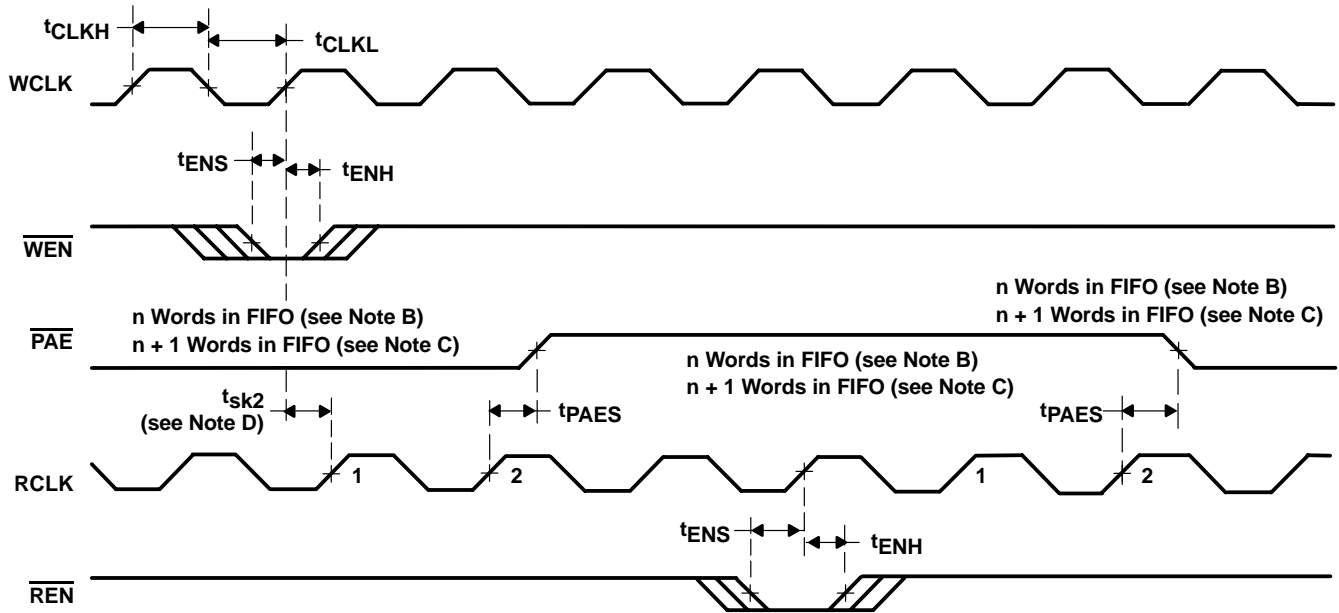 tCLKH
tCLKL
WCLK
tENS
tENH
WEN
n Words in FIFO (see Note B)
n + 1 Words in FIFO (see Note C)
n Words in FIFO (see Note B)
n + 1 Words in FIFO (see Note C)
PAE
n Words in FIFO (see Note B)
n + 1 Words in FIFO (see Note C)
tsk2
(see Note D)
tPAES
tPAES
RCLK
1
2
1
2
tENS
tENH
REN